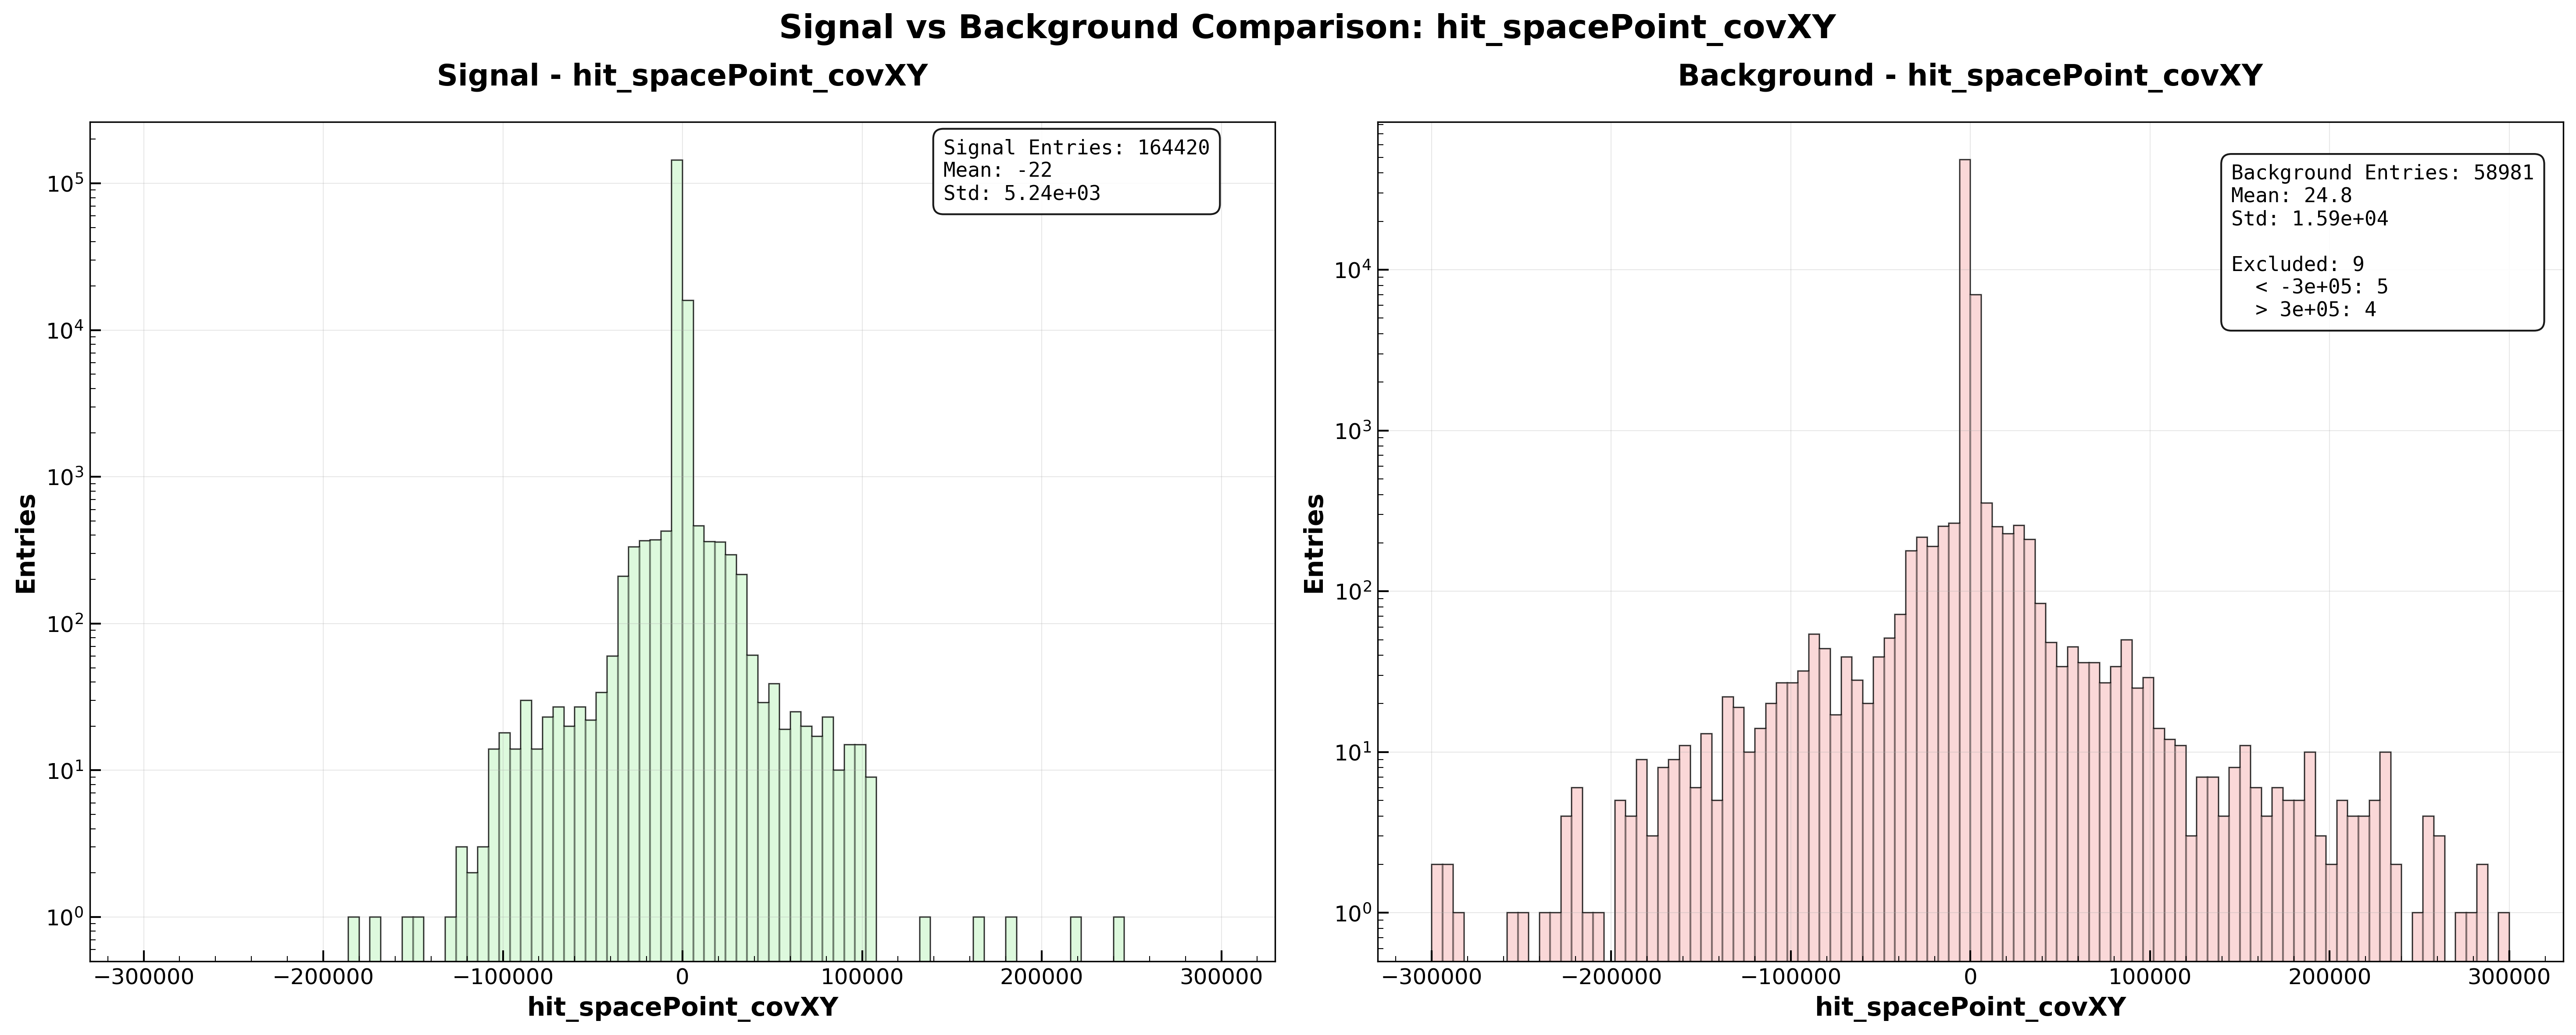 Signal vs Background Comparison: hit_spacePoint_covXY
Signal - hit_spacePoint_covXY
Signal Entries: 164420
Mean: -22
Std: 5.24e+03
Entries
10^5
10^4
10^3
10^2
10^1
10^0
−300000 −200000 −100000 0 100000 200000 300000
hit_spacePoint_covXY
Background - hit_spacePoint_covXY
Background Entries: 58981
Mean: 24.8
Std: 1.59e+04
Excluded: 9
< -3e+05: 5
> 3e+05: 4
Entries
10^4
10^3
10^2
10^1
10^0
−300000 −200000 −100000 0 100000 200000 300000
hit_spacePoint_covXY